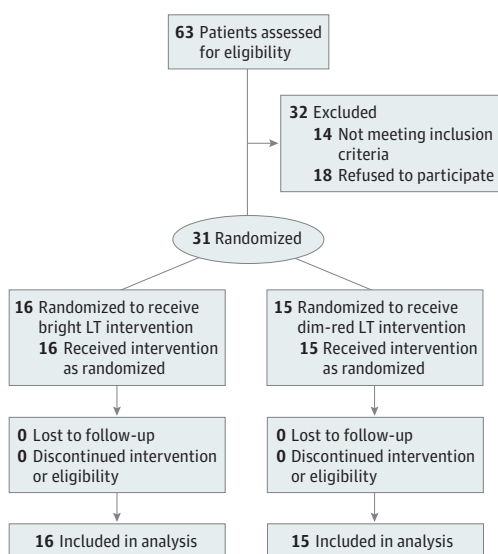 63 Patients assessed
for eligibility
32 Excluded
14 Not meeting inclusion
criteria
18 Refused to participate
31 Randomized
16 Randomized to receive
bright LT intervention
16 Received intervention
as randomized
15 Randomized to receive
dim-red LT intervention
15 Received intervention
as randomized
0 Lost to follow-up
0 Discontinued intervention
or eligibility
0 Lost to follow-up
0 Discontinued intervention
or eligibility
16 Included in analysis
15 Included in analysis